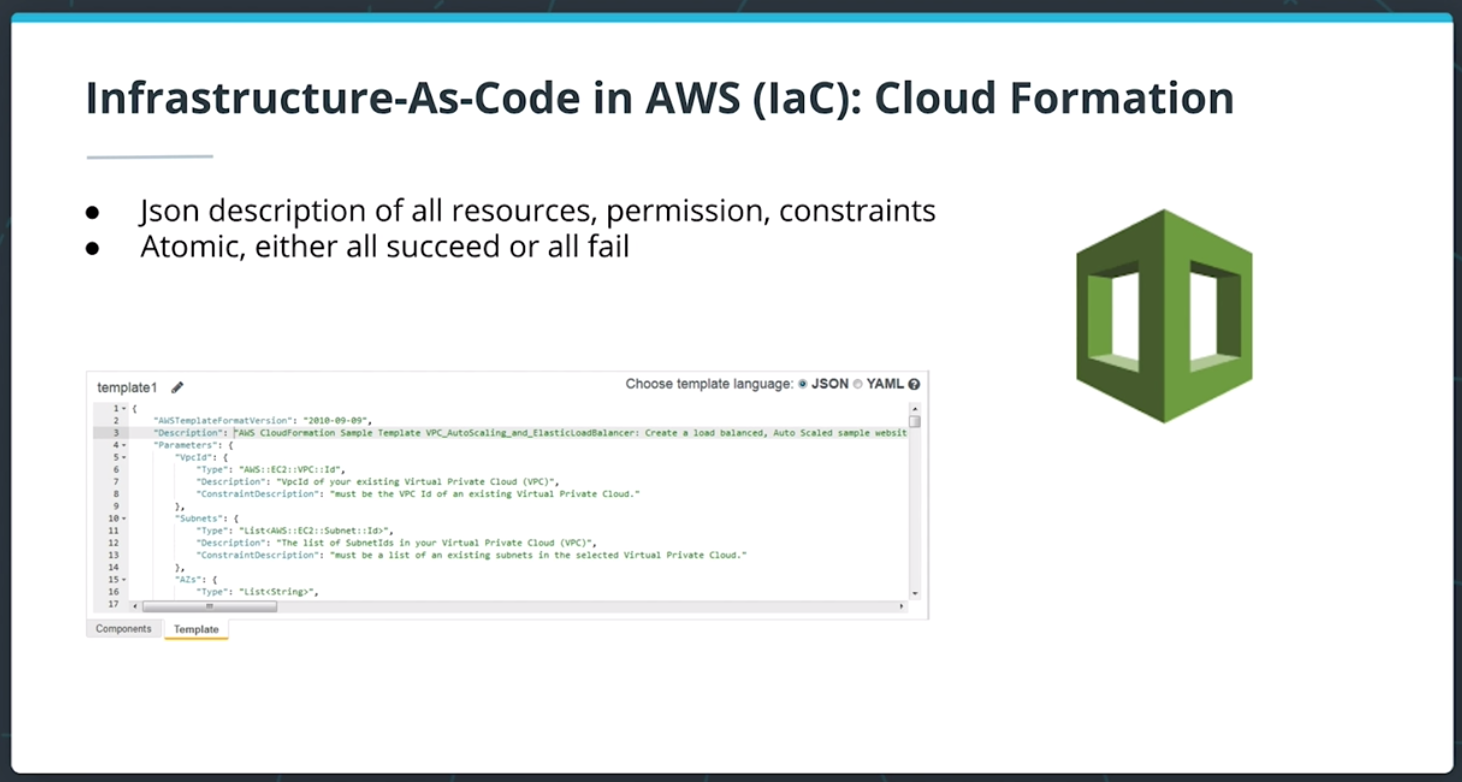 Infrastructure-As-Code in AWS (IaC): Cloud Formation
● Json description of all resources, permission, constraints
● Atomic, either all succeed or all fail
template1
Choose template language: JSON YAML ?
1 {
2 "AWSTemplateFormatVersion": "2010-09-09",
3 "Description": "AWS CloudFormation Sample Template VPC_AutoScaling_and_ElasticLoadBalancer: Create a load balanced, Auto Scaled sample websit
4 "Parameters": {
5 "VpcId": {
6 "Type": "AWS::EC2::VPC::Id",
7 "Description": "VpcId of your existing Virtual Private Cloud (VPC)",
8 "ConstraintDescription": "must be the VPC Id of an existing Virtual Private Cloud."
9 },
10 "Subnets": {
11 "Type": "List<AWS::EC2::Subnet::Id>",
12 "Description": "The list of SubnetIds in your Virtual Private Cloud (VPC)",
13 "ConstraintDescription": "must be a list of an existing subnets in the selected Virtual Private Cloud."
14 },
15 "AZs": {
16 "Type": "List<String>",
17
Components Template